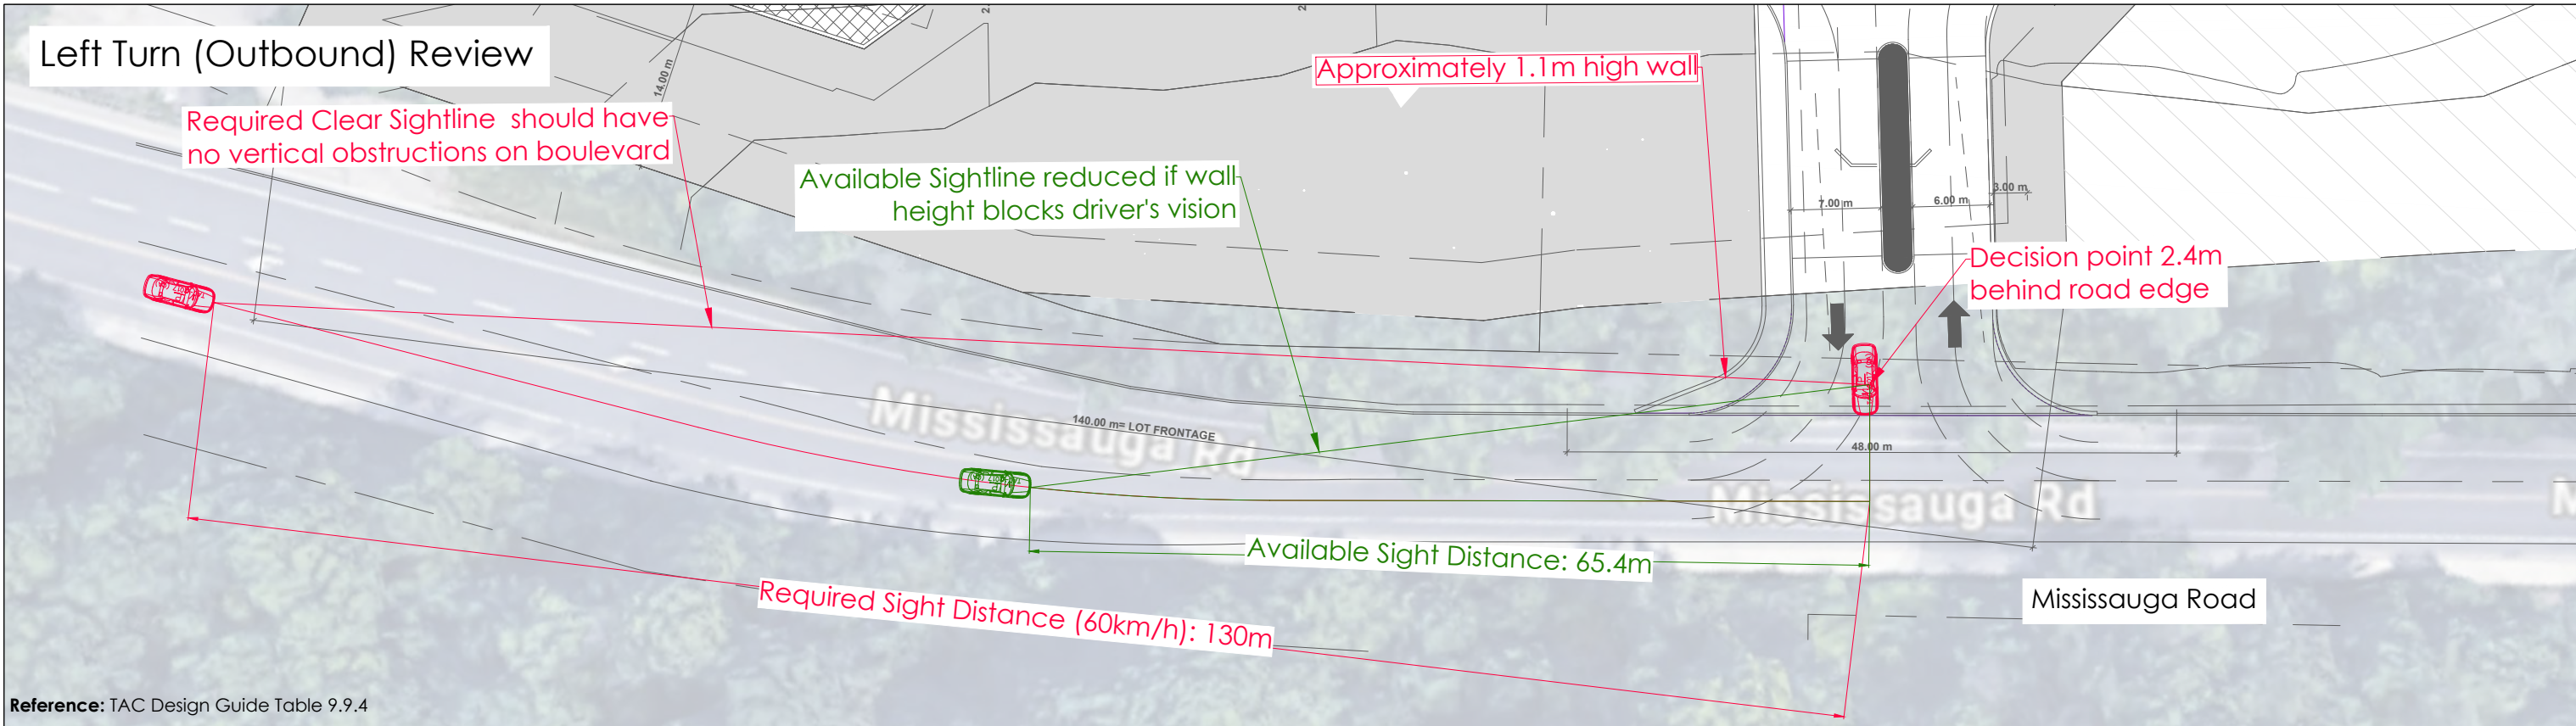 Left Turn (Outbound) Review
14.00 m
Approximately 1.1m high wall
Required Clear Sightline should have
no vertical obstructions on boulevard
Available Sightline reduced if wall
height blocks driver's vision
3.00 m
7.00 m
6.00 m
Decision point 2.4m
behind road edge
Mississauga Rd
140.00 m= LOT FRONTAGE
48.00 m
Mississauga Rd
Available Sight Distance: 65.4m
Required Sight Distance (60km/h): 130m
Mississauga Road
Reference: TAC Design Guide Table 9.9.4